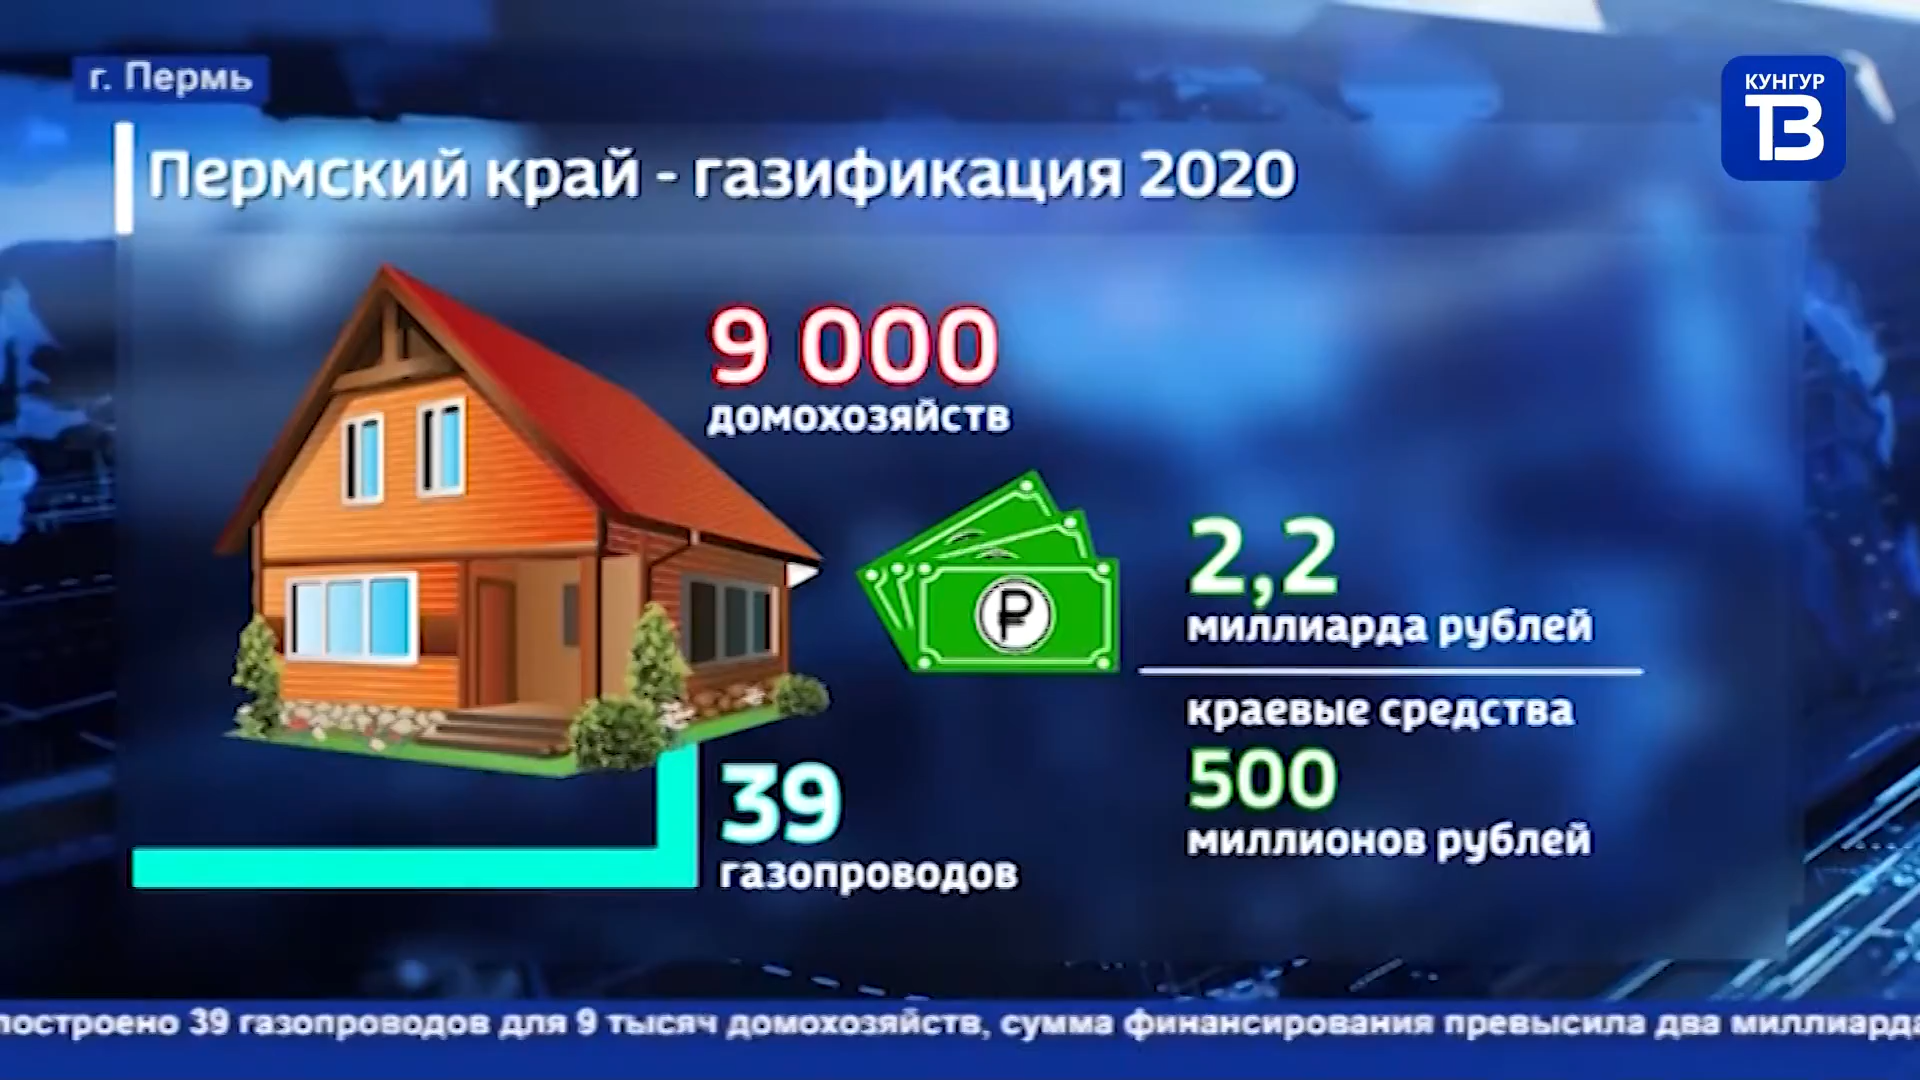 г. Пермь
КУНГУР
ТВ
Пермский край - газификация 2020
9 000
домохозяйств
2,2
миллиарда рублей
краевые средства
500
миллионов рублей
39
газопроводов
построено 39 газопроводов для 9 тысяч домохозяйств, сумма финансирования превысила два миллиарда